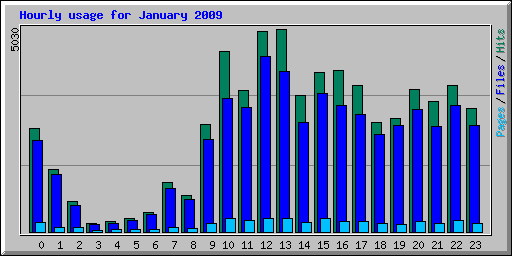 Hourly usage for January 2009
5030
Pages / Files / Hits
0 1 2 3 4 5 6 7 8 9 10 11 12 13 14 15 16 17 18 19 20 21 22 23